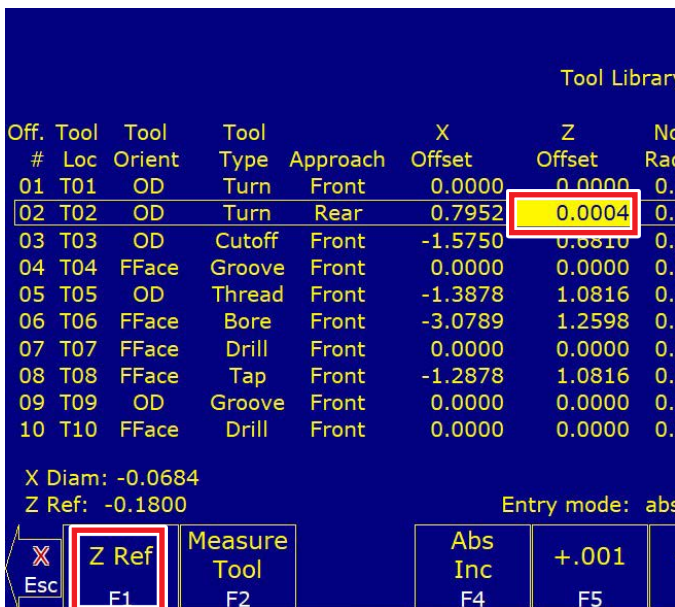 Tool Library
Off. Tool Tool Tool X Z
# Loc Orient Type Approach Offset Offset
01 T01 OD Turn Front 0.0000 0.0000 0.
02 T02 OD Turn Rear 0.7952 0.0004 0.
03 T03 OD Cutoff Front -1.5750 0.6810 0.
04 T04 FFace Groove Front 0.0000 0.0000 0.
05 T05 OD Thread Front -1.3878 1.0816 0.
06 T06 FFace Bore Front -3.0789 1.2598 0.
07 T07 FFace Drill Front 0.0000 0.0000 0.
08 T08 FFace Tap Front -1.2878 1.0816 0.
09 T09 OD Groove Front 0.0000 0.0000 0.
10 T10 FFace Drill Front 0.0000 0.0000 0.
X Diam: -0.0684
Z Ref: -0.1800 Entry mode: abs
X
Esc
Z Ref
F1
Measure
Tool
F2
Abs
Inc
F4
+.001
F5